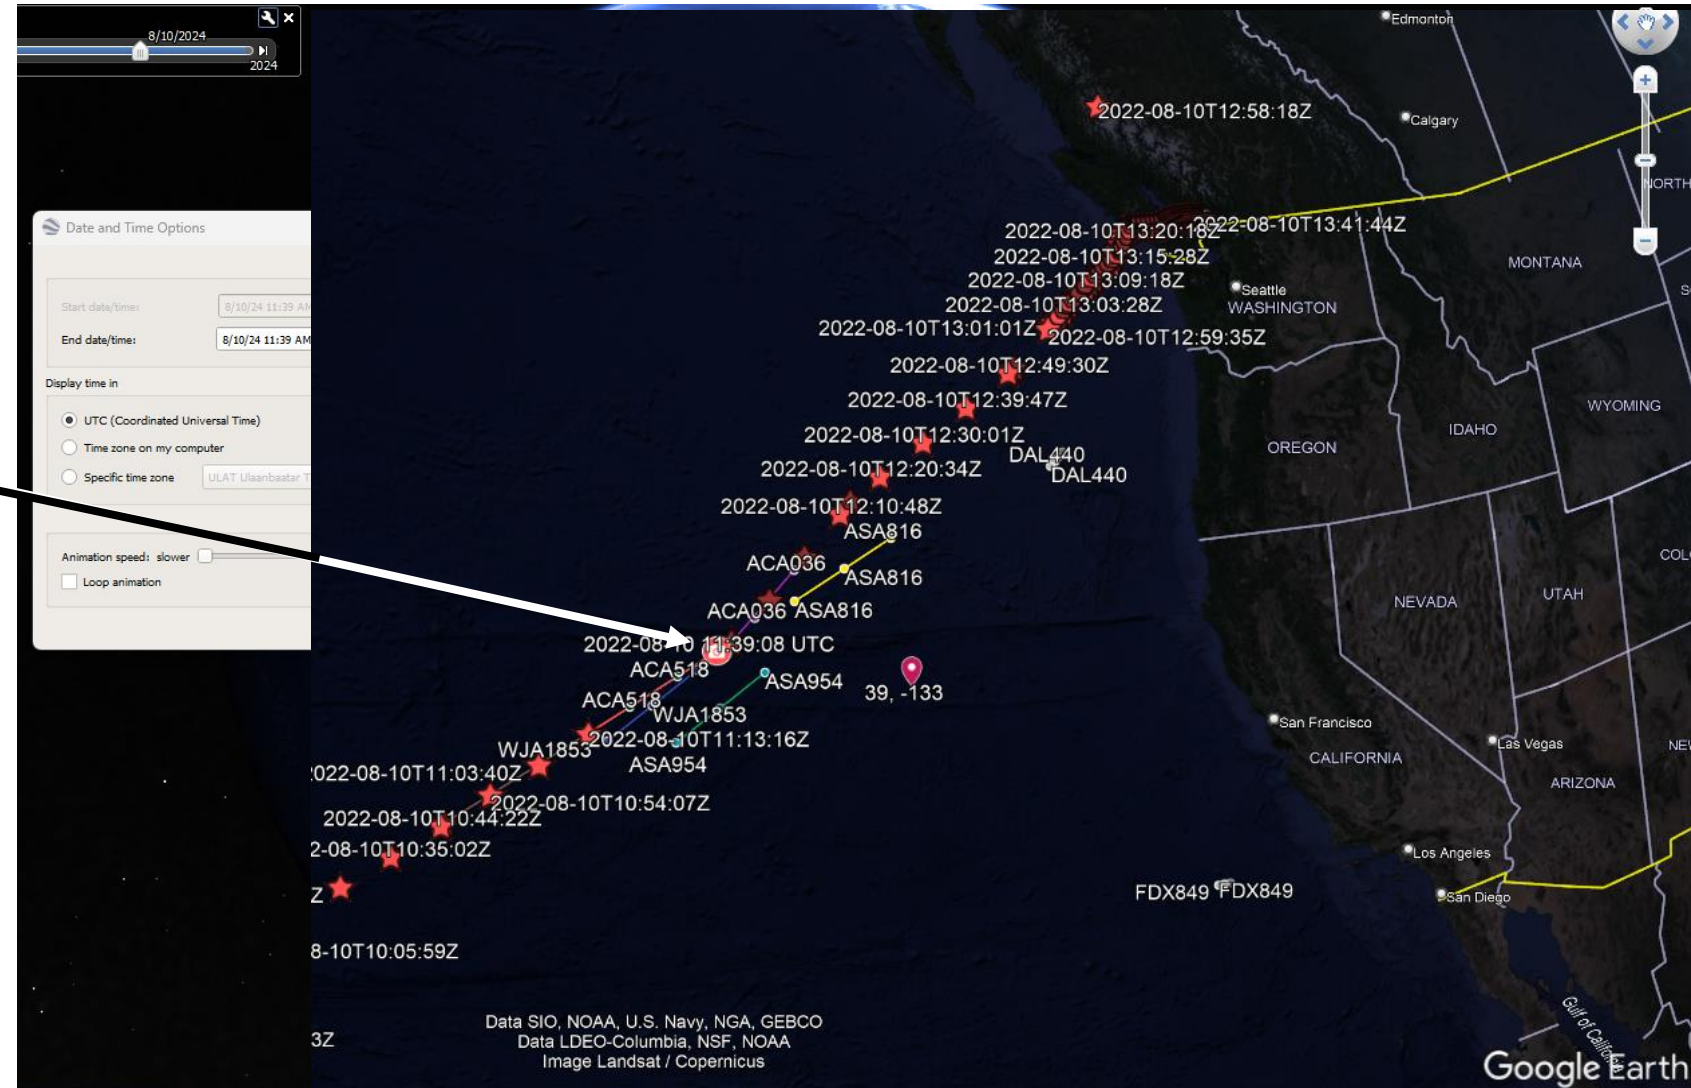 8/10/2024
2024
Date and Time Options
Start date/time:
8/10/24 11:39 AM
End date/time:
8/10/24 11:39 AM
Display time in
UTC (Coordinated Universal Time)
Time zone on my computer
Specific time zone
ULAT Ulaanbaatar T
Animation speed: slower
Loop animation
Edmonton
2022-08-10T12:58:18Z
Calgary
NORTH
2022-08-10T13:20:18Z
22-08-10T13:41:44Z
2022-08-10T13:15:28Z
MONTANA
2022-08-10T13:09:18Z
Seattle
WASHINGTON
2022-08-10T13:03:28Z
2022-08-10T13:01:01Z
2022-08-10T12:59:35Z
2022-08-10T12:49:30Z
2022-08-10T12:39:47Z
WYOMING
2022-08-10T12:30:01Z
IDAHO
OREGON
DAL440
2022-08-10T12:20:34Z
DAL440
2022-08-10T12:10:48Z
ASA816
COL
ACA036
ASA816
UTAH
NEVADA
ACA036
ASA816
2022-08-10 11:39:08 UTC
ACA518
ASA954
39, -133
ACA518
WJA1853
San Francisco
2022-08-10T11:13:16Z
Las Vegas
NE
WJA1853
CALIFORNIA
ASA954
2022-08-10T11:03:40Z
ARIZONA
2022-08-10T10:54:07Z
2022-08-10T10:44:22Z
2-08-10T10:35:02Z
Los Angeles
Z
FDX849
FDX849
San Diego
8-10T10:05:59Z
Gulf of California
Data SIO, NOAA, U.S. Navy, NGA, GEBCO
3Z
Data LDEO-Columbia, NSF, NOAA
Image Landsat / Copernicus
Google Earth